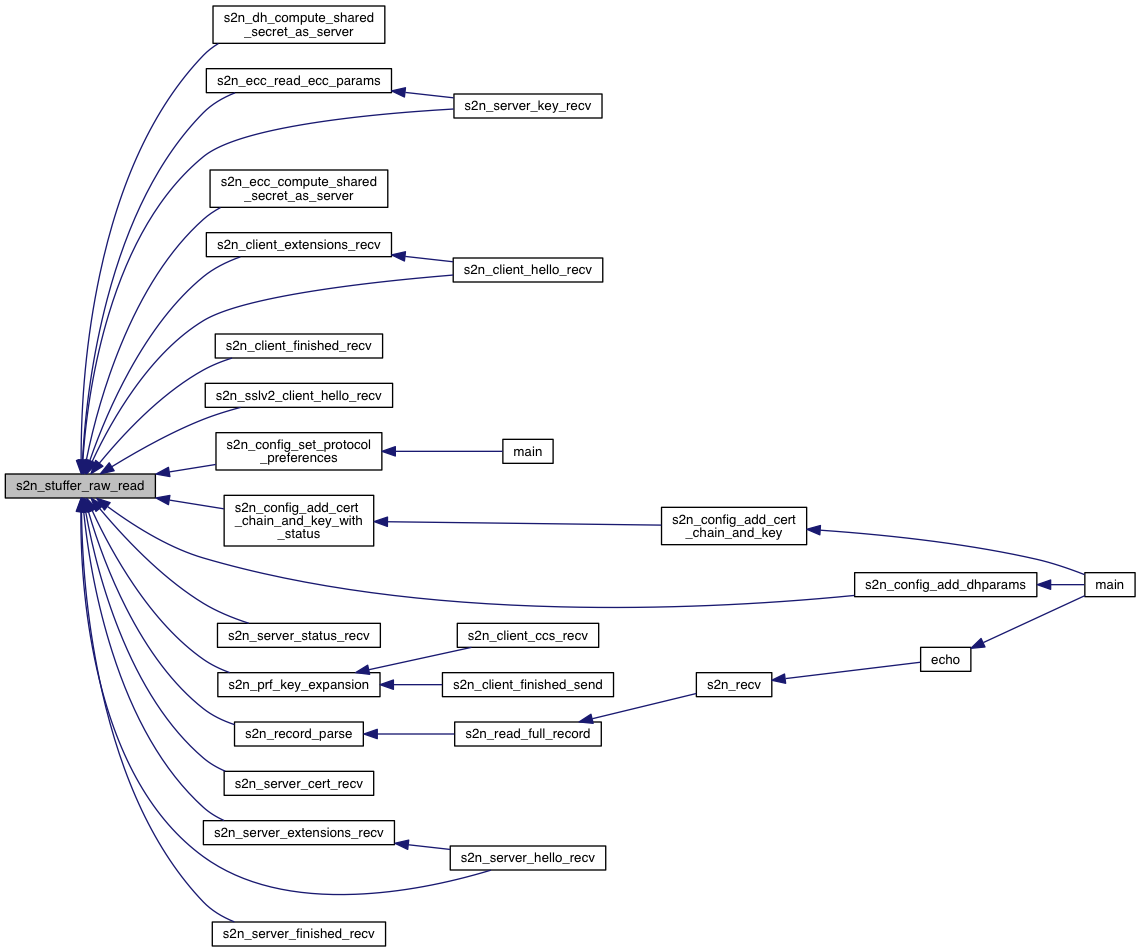 s2n_dh_compute_shared
_secret_as_server
s2n_ecc_read_ecc_params
s2n_server_key_recv
s2n_ecc_compute_shared
_secret_as_server
s2n_client_extensions_recv
s2n_client_hello_recv
s2n_client_finished_recv
s2n_sslv2_client_hello_recv
s2n_config_set_protocol
_preferences
main
s2n_stuffer_raw_read
s2n_config_add_cert
_chain_and_key_with
_status
s2n_config_add_cert
_chain_and_key
s2n_config_add_dhparams
main
s2n_server_status_recv
s2n_client_ccs_recv
echo
s2n_prf_key_expansion
s2n_client_finished_send
s2n_recv
s2n_record_parse
s2n_read_full_record
s2n_server_cert_recv
s2n_server_extensions_recv
s2n_server_hello_recv
s2n_server_finished_recv